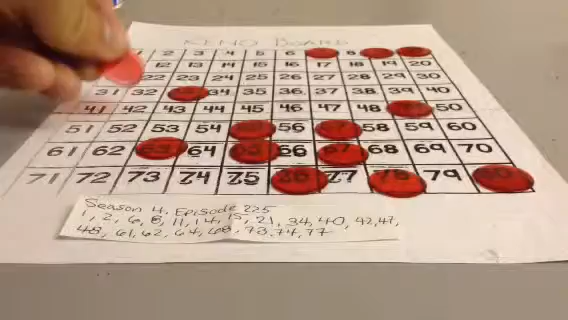 KENO BOARD
1 2 3 4 5 6 8
12 13 14 15 16 17 18 19 20
22 23 24 25 26 27 28 29 30
31 32 34 35 36 37 38 39 40
41 42 43 44 45 46 47 48 50
51 52 53 54 56 58 59 60
61 62 64 66 68 69 70
71 72 73 74 75 77 79
Season 4, Episode 225
1, 2, 6, 8, 11, 14, 15, 21, 34, 40, 42, 47,
48, 61, 62, 64, 68, 73, 74, 77